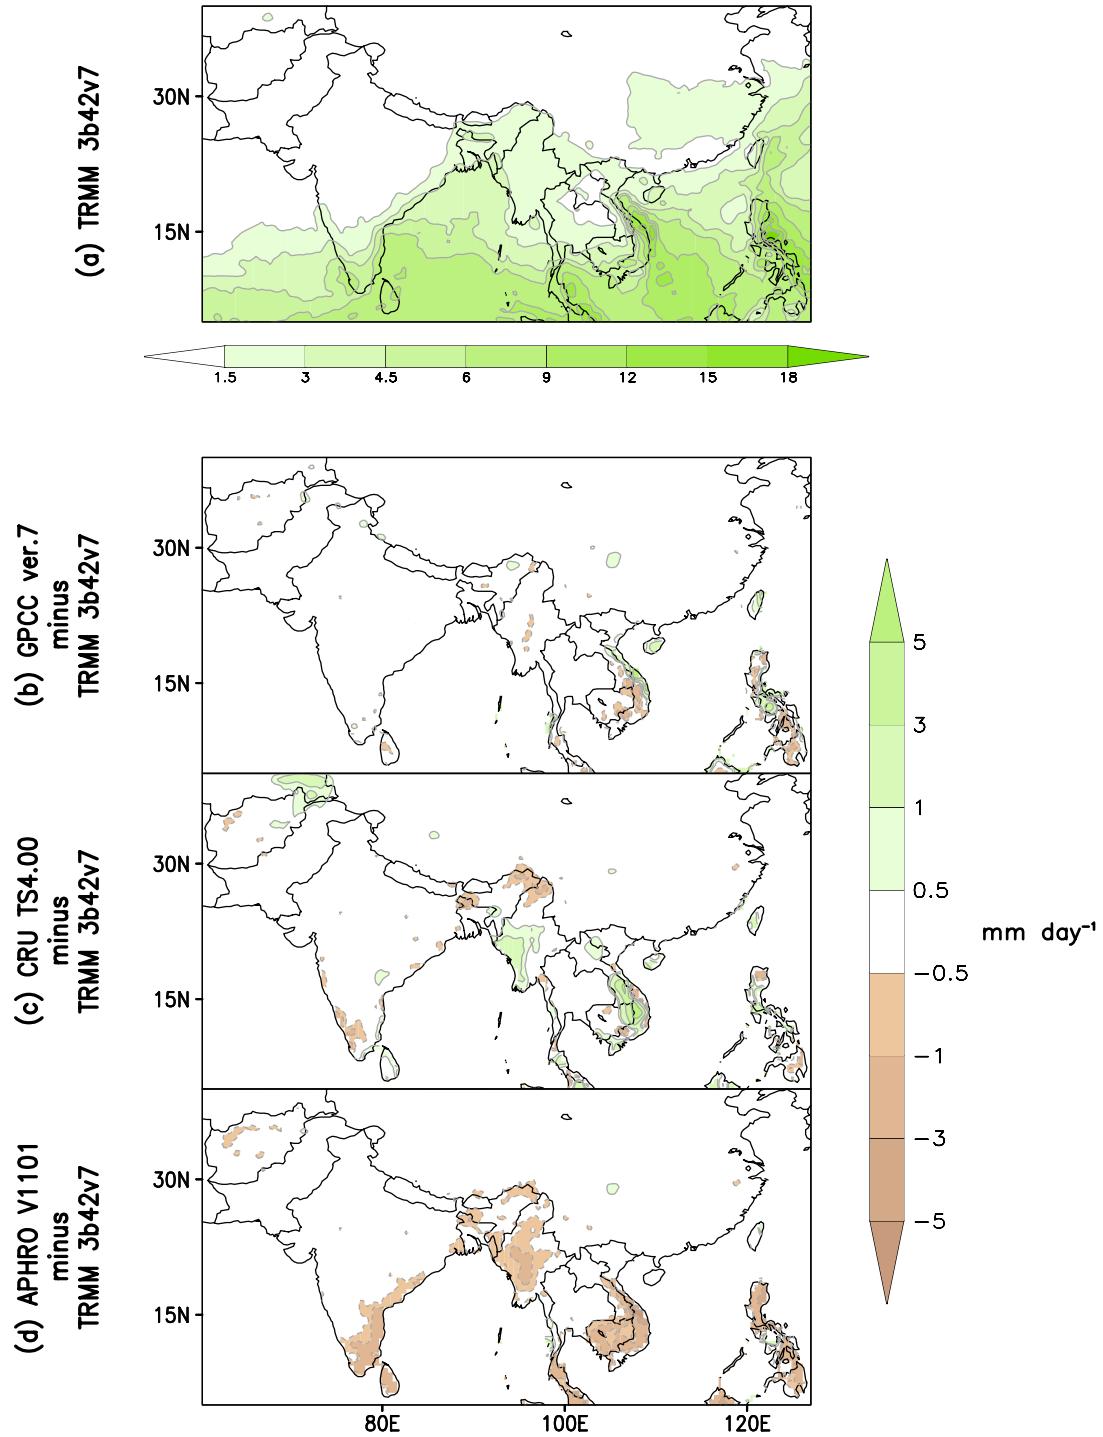 (a) TRMM 3b42v7
30N
15N
1.5 3 4.5 6 9 12 15 18
(b) GPCC ver.7
minus
TRMM 3b42v7
30N
15N
(c) CRU TS4.00
minus
TRMM 3b42v7
30N
15N
(d) APHRO V1101
minus
TRMM 3b42v7
30N
15N
80E 100E 120E
5
3
1
0.5
-0.5
-1
-3
-5
mm day⁻¹